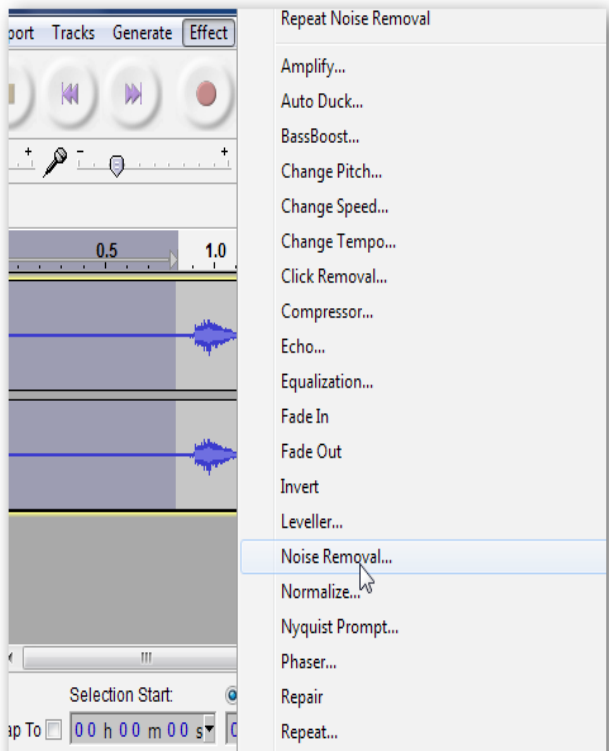 port Tracks Generate Effect
0.5 1.0
Selection Start:
ap To 00 h 00 m 00 s
Repeat Noise Removal
Amplify...
Auto Duck...
BassBoost...
Change Pitch...
Change Speed...
Change Tempo...
Click Removal...
Compressor...
Echo...
Equalization...
Fade In
Fade Out
Invert
Leveller...
Noise Removal...
Normalize...
Nyquist Prompt...
Phaser...
Repair
Repeat...